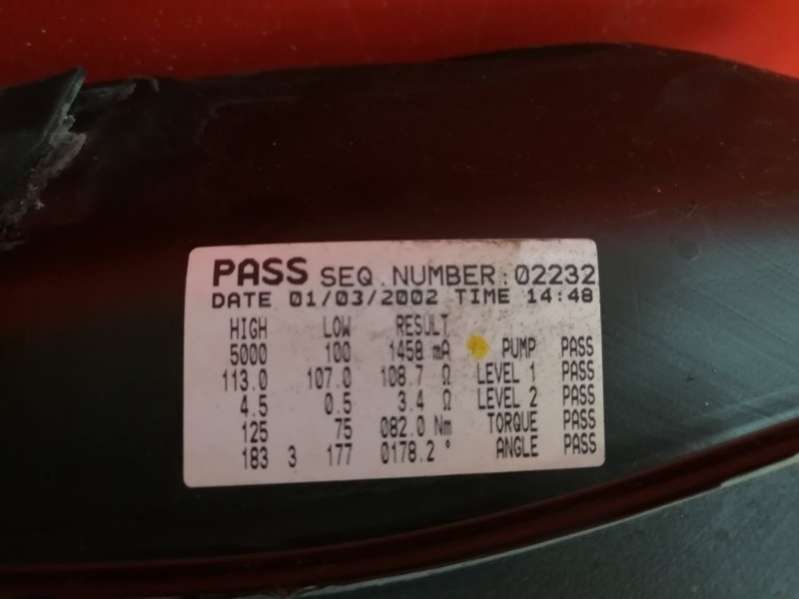 PASS SEQ.NUMBER:02232
DATE 01/03/2002 TIME 14:48
HIGH LOW RESULT
5000 100 1458 mA PUMP PASS
113.0 107.0 108.7 Ω LEVEL 1 PASS
4.5 0.5 3.4 Ω LEVEL 2 PASS
125 75 082.0 Nm TORQUE PASS
183 3 177 0178.2 ° ANGLE PASS